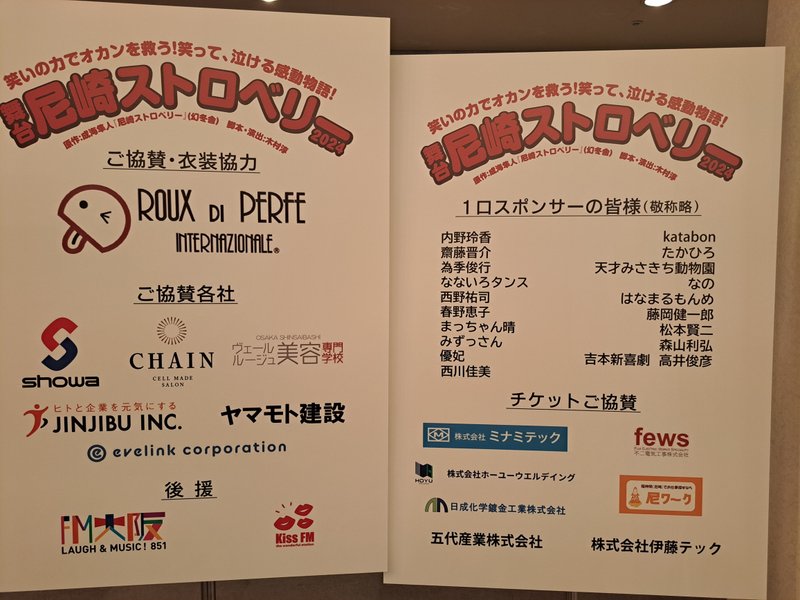 笑いの力でオカンを救う!笑って、泣ける感動物語!
舞台 尼崎ストロベリー 2024
原作:成海隼人『尼崎ストロベリー』(幻冬舎) 脚本・演出:木村淳
ご協賛・衣装協力
ROUX DI PERFE
INTERNAZIONALE®
ご協賛各社
SHOWA
CHAIN
CELL MADE
SALON
OSAKA SHINSAIBASHI
ヴェールルージュ美容専門学校
ヒトと企業を元気にする
JINJIBU INC.
ヤマモト建設
evelink corporation
後援
FM大阪
LAUGH & MUSIC! 851
Kiss FM
the wonderful station
笑いの力でオカンを救う!笑って、泣ける感動物語!
舞台 尼崎ストロベリー 2024
原作:成海隼人『尼崎ストロベリー』(幻冬舎) 脚本・演出:木村淳
1口スポンサーの皆様(敬称略)
内野玲香
齋藤晋介
為季俊行
なないろタンス
西野祐司
春野恵子
まっちゃん晴
みずっさん
優妃
西川佳美
katabon
たかひろ
天才みさきち動物園
なの
はなまるもんめ
藤岡健一郎
松本賢二
森山利弘
吉本新喜劇 高井俊彦
チケットご協賛
株式会社 ミナミテック
fews
不二電気工事株式会社
HOYU
株式会社ホーユーウエルデイング
尼ワーク
日成化学鍍金工業株式会社
五代産業株式会社
株式会社伊藤テック